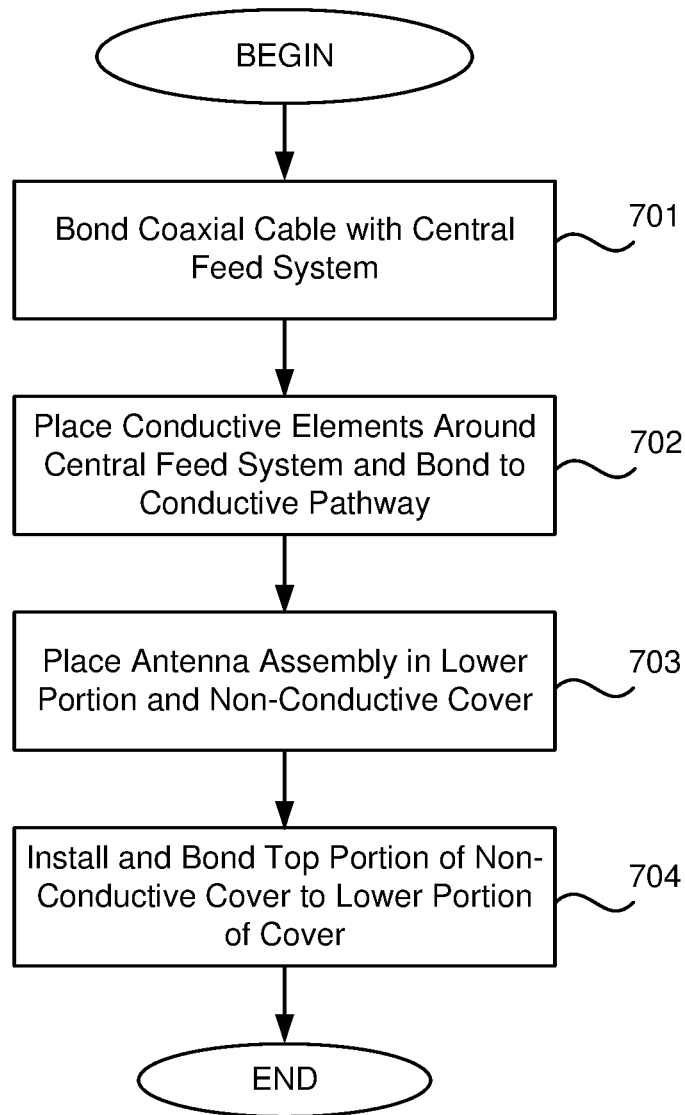 BEGIN
Bond Coaxial Cable with Central
Feed System
701
Place Conductive Elements Around
Central Feed System and Bond to
Conductive Pathway
702
Place Antenna Assembly in Lower
Portion and Non-Conductive Cover
703
Install and Bond Top Portion of Non-
Conductive Cover to Lower Portion
of Cover
704
END